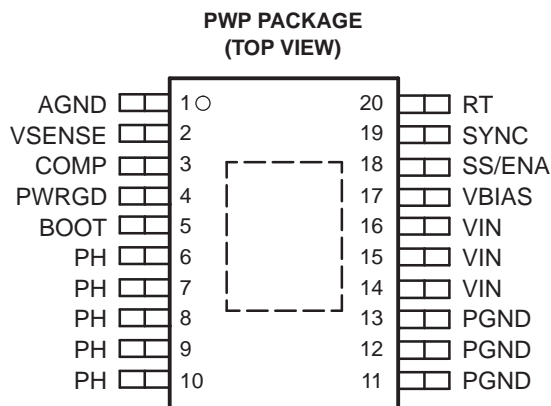 PWP PACKAGE
(TOP VIEW)
AGND 1 20 RT
VSENSE 2 19 SYNC
COMP 3 18 SS/ENA
PWRGD 4 17 VBIAS
BOOT 5 16 VIN
PH 6 15 VIN
PH 7 14 VIN
PH 8 13 PGND
PH 9 12 PGND
PH 10 11 PGND